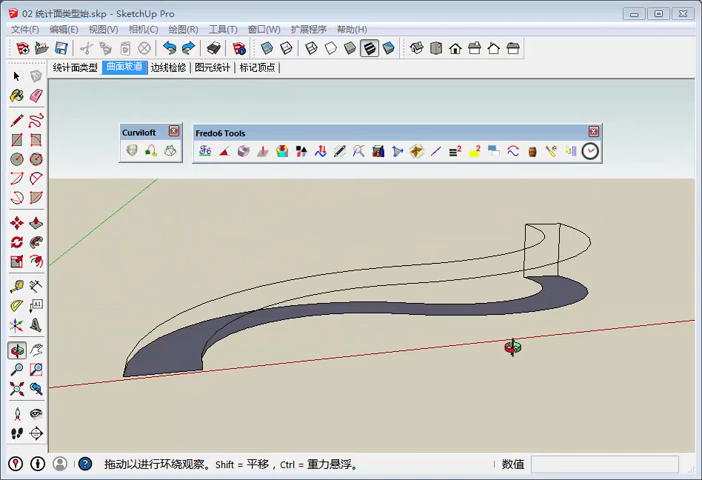 02 统计面类型始.skp - SketchUp Pro
文件(F) 编辑(E) 视图(V) 相机(C) 绘图(R) 工具(T) 窗口(W) 扩展程序 帮助(H)
统计面类型 曲面坡道 边线检修 图元统计 标记顶点
Curviloft Fredo6 Tools
拖动以进行环绕观察。Shift = 平移，Ctrl = 重力悬浮。 数值